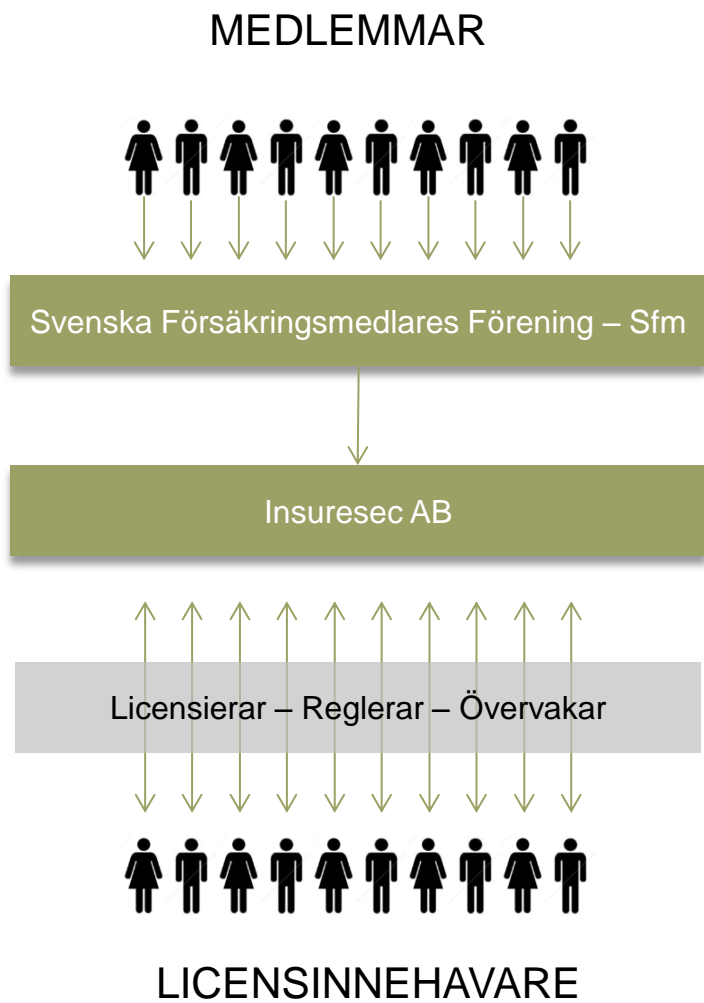 MEDLEMMAR
Svenska Försäkringsmedlares Förening – Sfm
Insuresec AB
Licensierar – Reglerar – Övervakar
LICENSINNEHAVARE